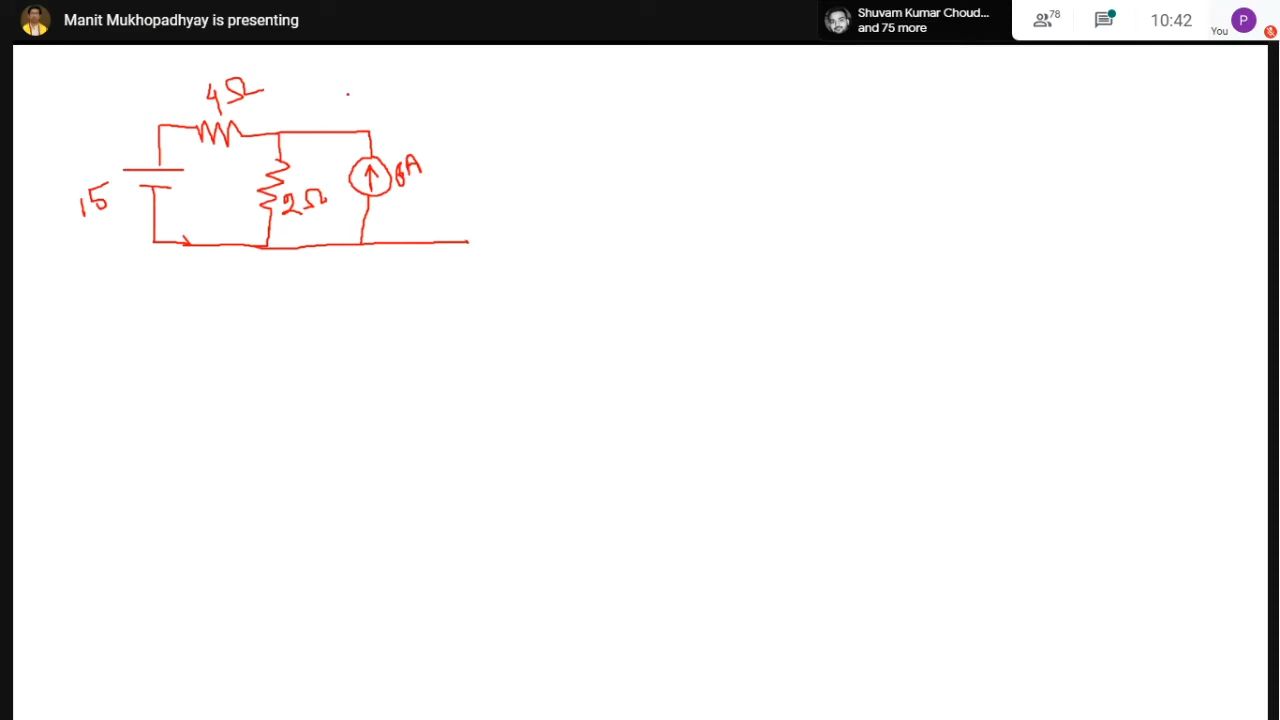 Manit Mukhopadhyay is presenting
Shuvam Kumar Choud...
and 75 more
78
10:42
You
P
4Ω
15
2Ω
6A